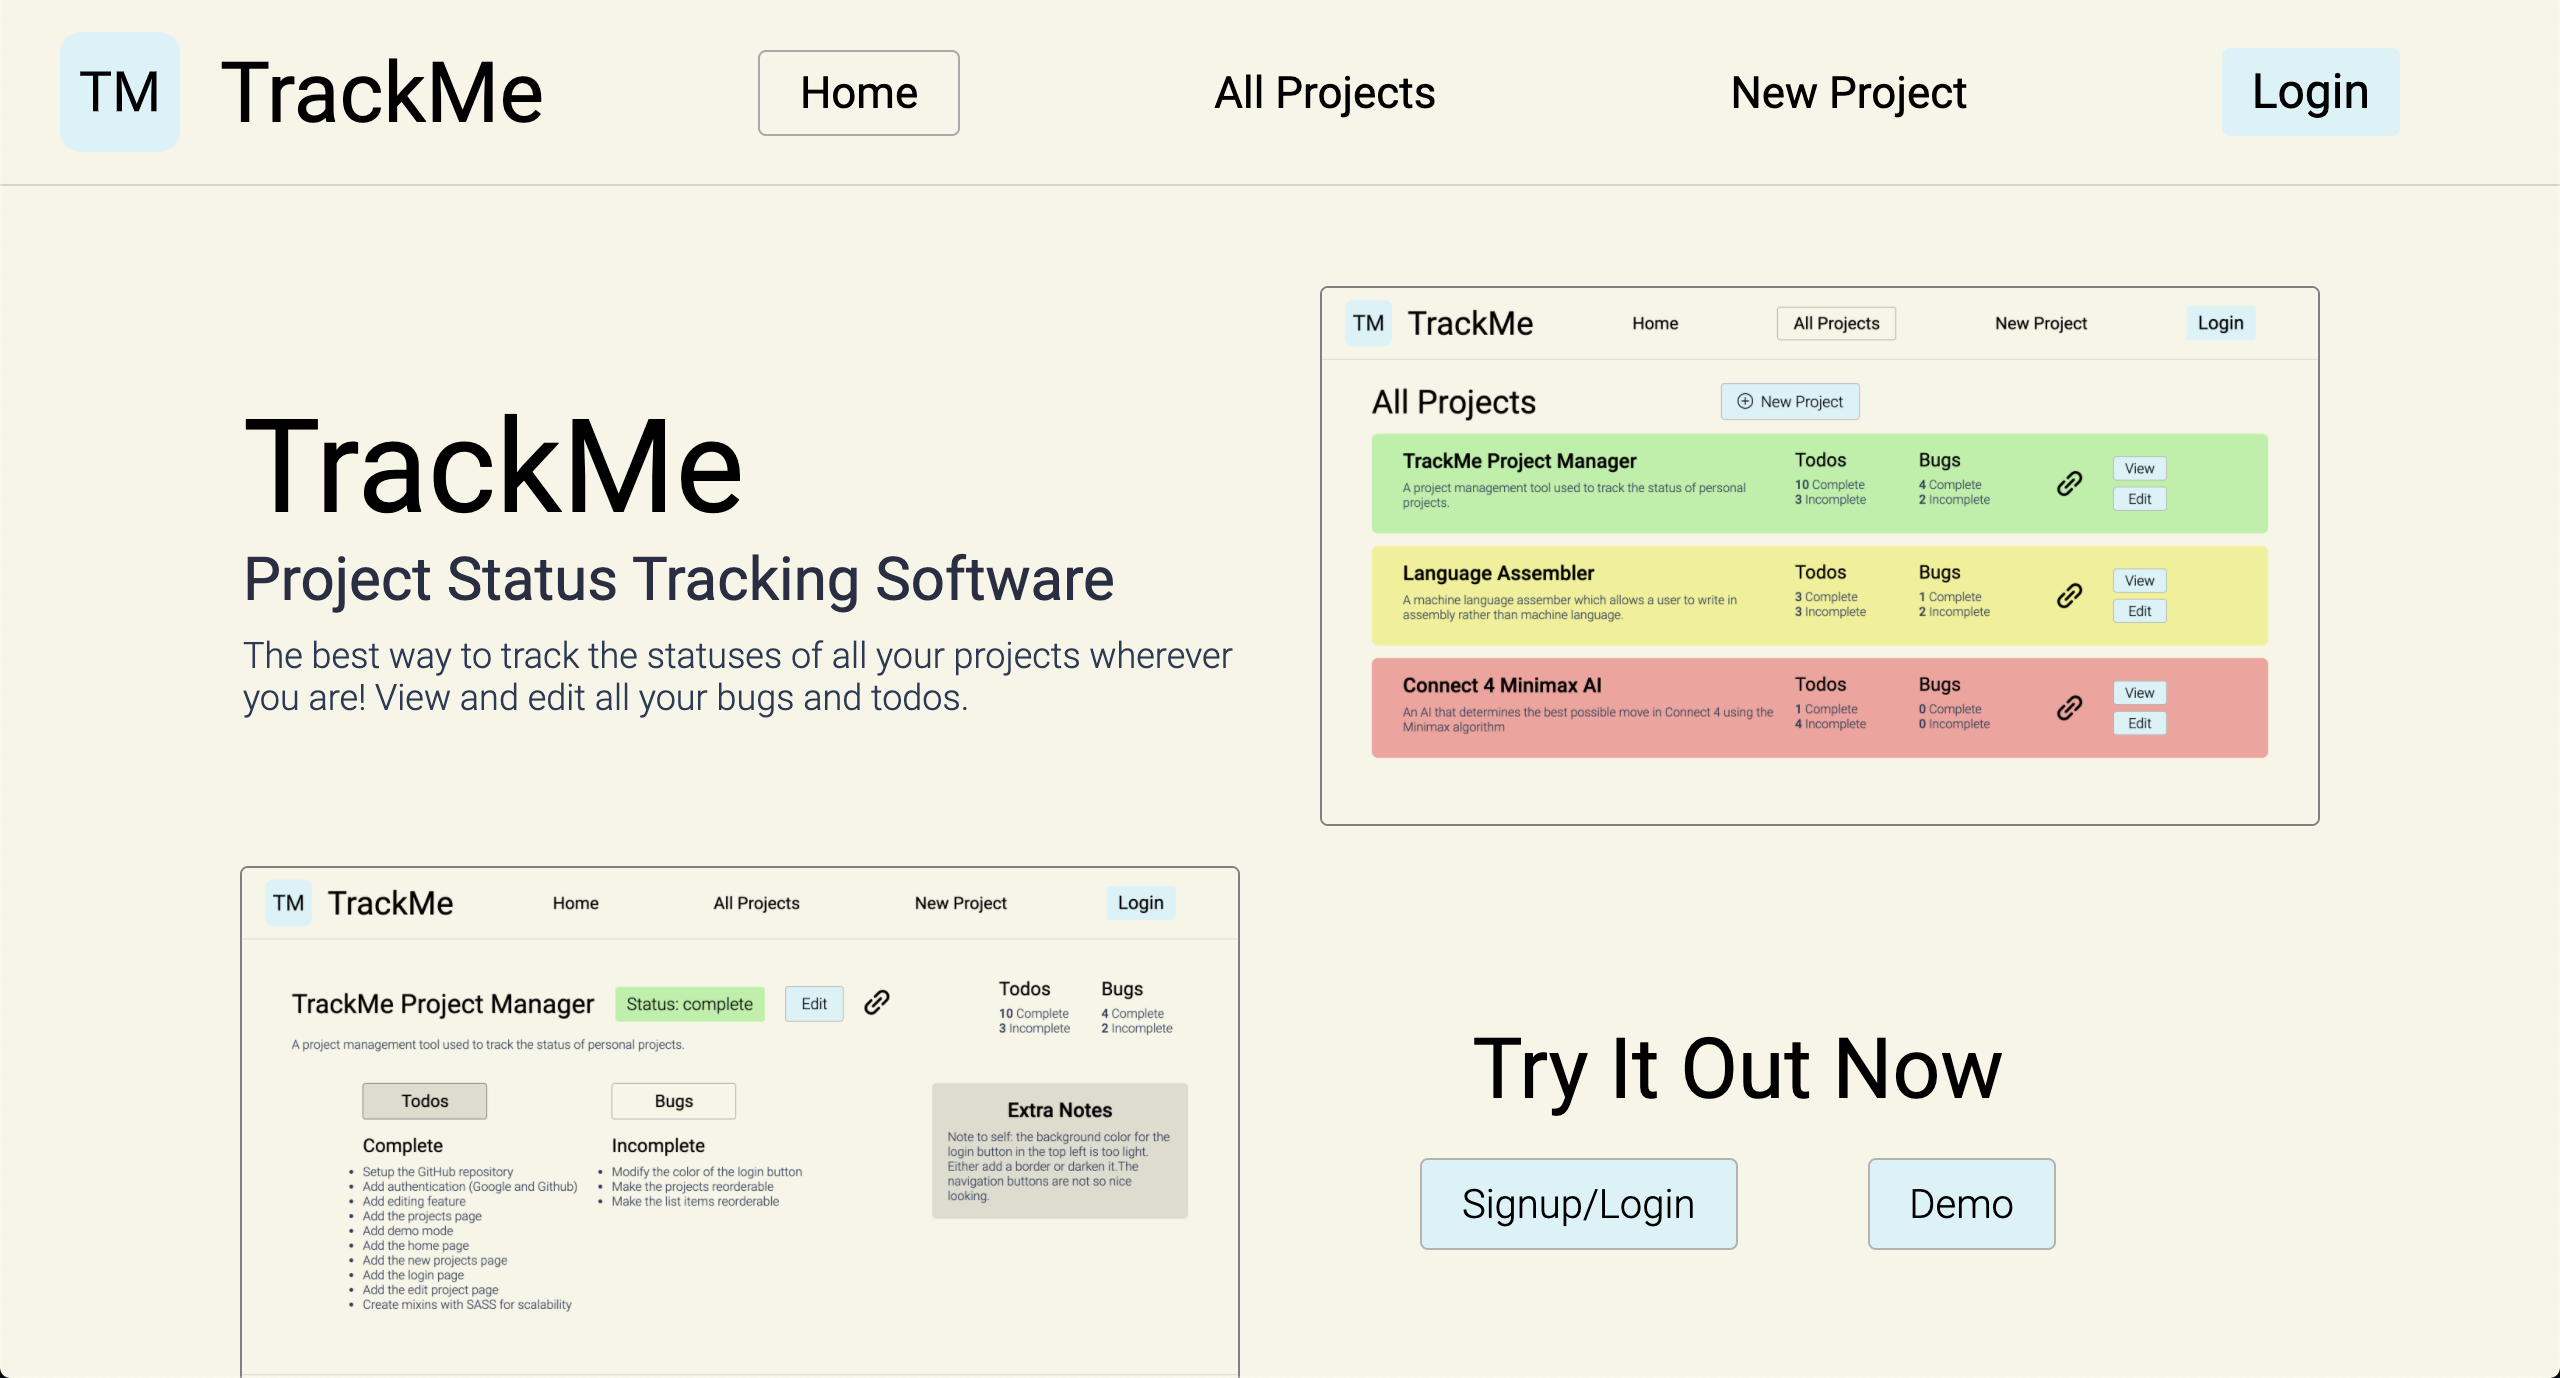 TM TrackMe Home All Projects New Project Login
TrackMe
Project Status Tracking Software
The best way to track the statuses of all your projects wherever
you are! View and edit all your bugs and todos.
TM TrackMe Home All Projects New Project Login
All Projects New Project
TrackMe Project Manager
A project management tool used to track the status of personal
projects.
Todos
10 Complete
3 Incomplete
Bugs
4 Complete
2 Incomplete
View
Edit
Language Assembler
A machine language assember which allows a user to write in
assembly rather than machine language.
Todos
3 Complete
3 Incomplete
Bugs
1 Complete
2 Incomplete
View
Edit
Connect 4 Minimax AI
An AI that determines the best possible move in Connect 4 using the
Minimax algorithm
Todos
1 Complete
4 Incomplete
Bugs
0 Complete
0 Incomplete
View
Edit
TM TrackMe Home All Projects New Project Login
TrackMe Project Manager Status: complete Edit
A project management tool used to track the status of personal projects.
Todos
10 Complete
3 Incomplete
Bugs
4 Complete
2 Incomplete
Todos
Bugs
Complete
Setup the GitHub repository
Add authentication (Google and Github)
Add editing feature
Add the projects page
Add demo mode
Add the home page
Add the new projects page
Add the login page
Add the edit project page
Create mixins with SASS for scalability
Incomplete
Modify the color of the login button
Make the projects reorderable
Make the list items reorderable
Extra Notes
Note to self: the background color for the
login button in the top left is too light.
Either add a border or darken it.The
navigation buttons are not so nice
looking.
Try It Out Now
Signup/Login
Demo